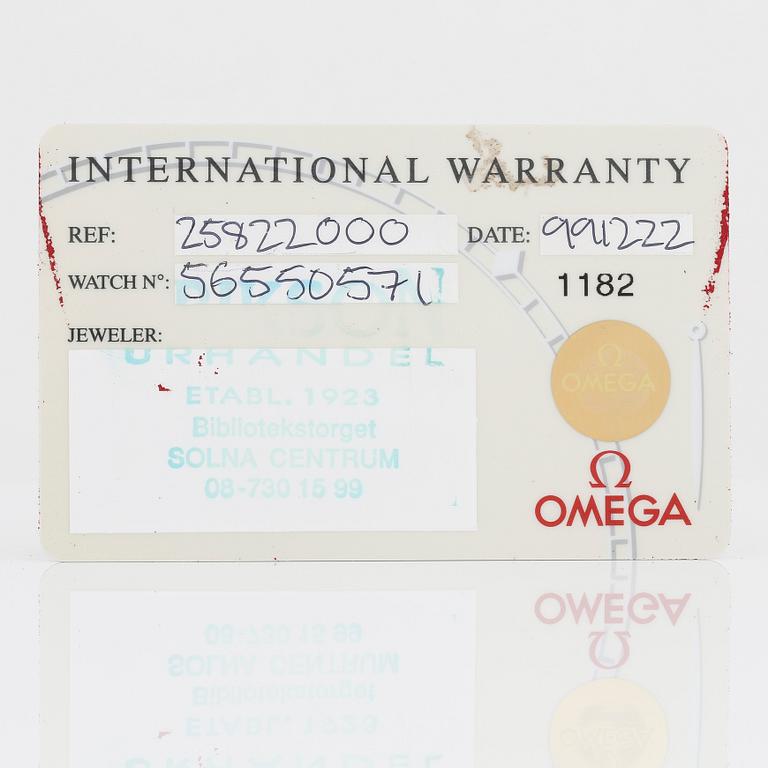 INTERNATIONAL WARRANTY
REF: 25822000 DATE: 991222
WATCH N°: 56550571 1182
JEWELER:
URHANDEL
ETABL. 1923
Bibliotekstorget
SOLNA CENTRUM
08-730 15 99
Ω
OMEGA
Ω
OMEGA